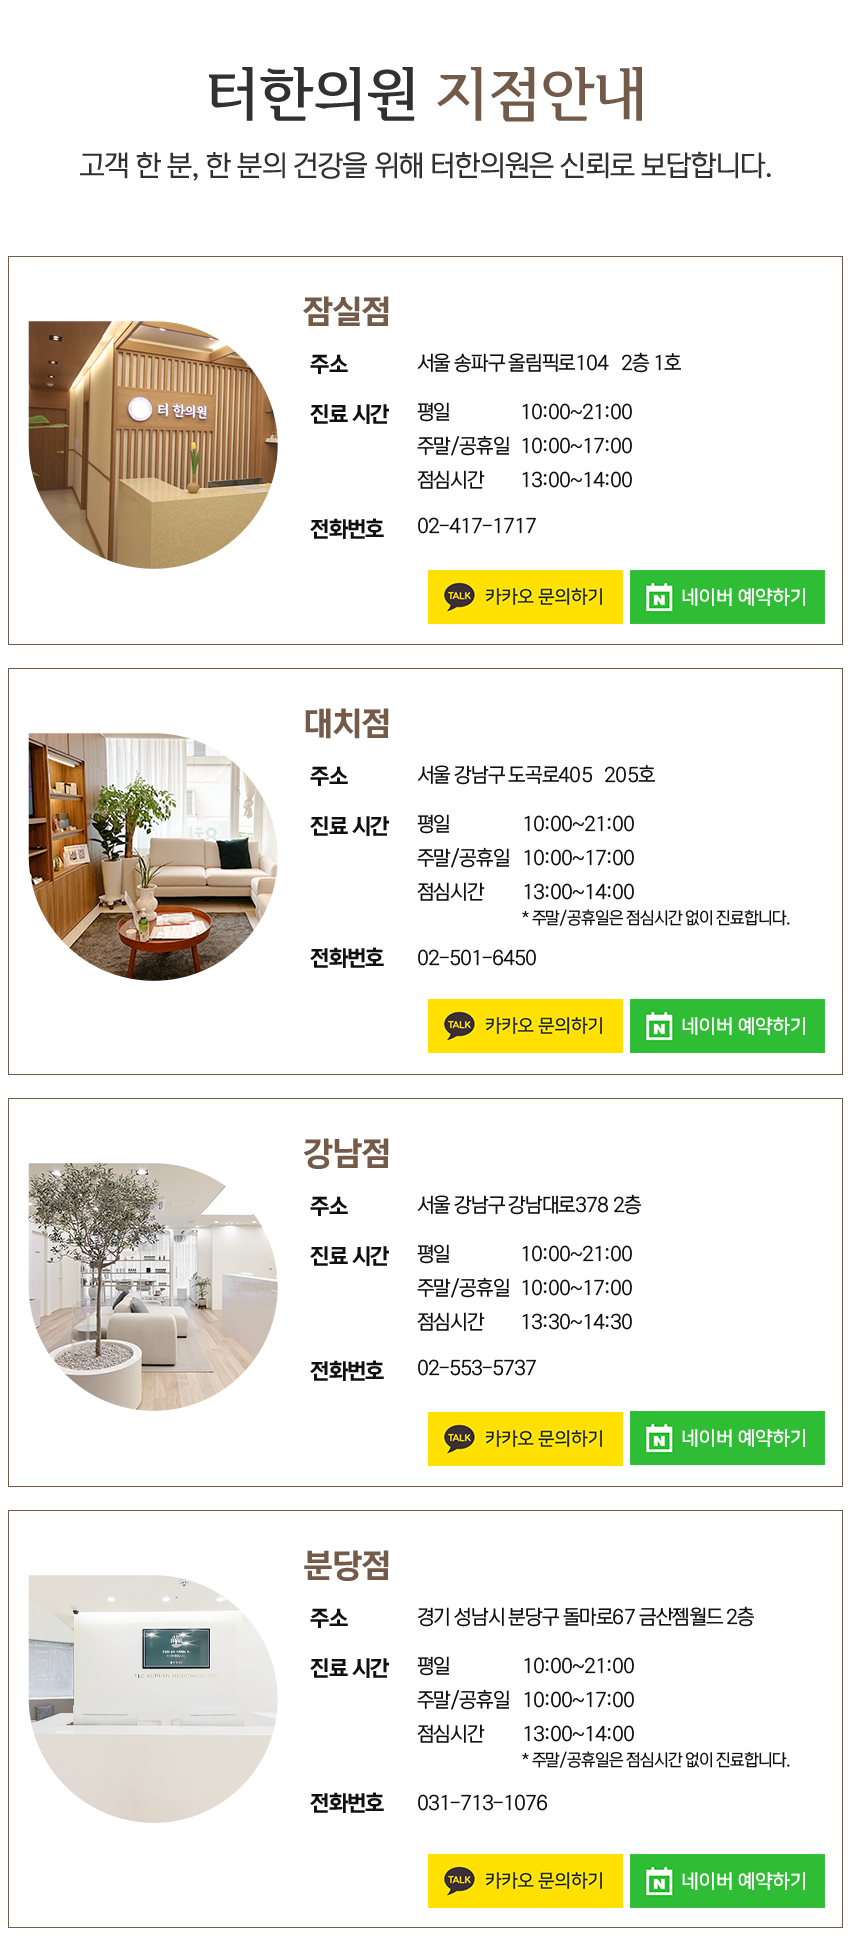 터한의원 지점안내
고객 한 분, 한 분의 건강을 위해 터한의원은 신뢰로 보답합니다.
잠실점
터 한의원
주소 서울 송파구 올림픽로104 2층 1호
진료 시간 평일 10:00~21:00
주말/공휴일 10:00~17:00
점심시간 13:00~14:00
전화번호 02-417-1717
TALK 카카오 문의하기 N 네이버 예약하기
대치점
주소 서울 강남구 도곡로405 205호
진료 시간 평일 10:00~21:00
주말/공휴일 10:00~17:00
점심시간 13:00~14:00
* 주말/공휴일은 점심시간 없이 진료합니다.
전화번호 02-501-6450
TALK 카카오 문의하기 N 네이버 예약하기
강남점
주소 서울 강남구 강남대로378 2층
진료 시간 평일 10:00~21:00
주말/공휴일 10:00~17:00
점심시간 13:30~14:30
전화번호 02-553-5737
TALK 카카오 문의하기 N 네이버 예약하기
분당점
주소 경기 성남시 분당구 돌마로67 금산젬월드 2층
진료 시간 평일 10:00~21:00
주말/공휴일 10:00~17:00
점심시간 13:00~14:00
* 주말/공휴일은 점심시간 없이 진료합니다.
전화번호 031-713-1076
TALK 카카오 문의하기 N 네이버 예약하기